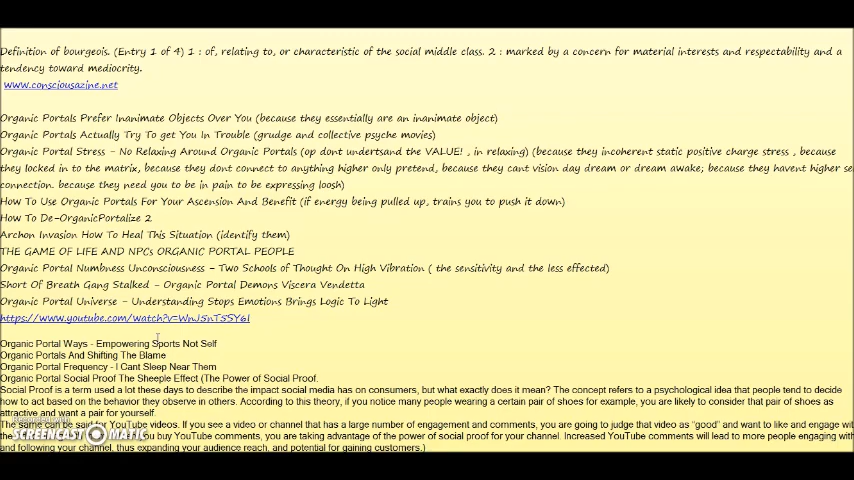 Definition of bourgeois. (Entry 1 of 4) 1 : of, relating to, or characteristic of the social middle class. 2 : marked by a concern for material interests and respectability and a
tendency toward mediocrity.
www.consciousazine.net
Organic Portals Prefer Inanimate Objects Over You (because they essentially are an inanimate object)
Organic Portals Actually Try To get You In Trouble (grudge and collective psyche movies)
Organic Portal Stress - No Relaxing Around Organic Portals (op dont undertsand the VALUE! , in relaxing) (because they incoherent static positive charge stress , because
they locked in to the matrix, because they dont connect to anything higher only pretend, because they cant vision day dream or dream awake; because they havent higher se
connection. because they need you to be in pain to be expressing loosh)
How To Use Organic Portals For Your Ascension And Benefit (if energy being pulled up, trains you to push it down)
How To De-OrganicPortalize 2
Archon Invasion How To Heal This Situation (identify them)
THE GAME OF LIFE AND NPCs ORGANIC PORTAL PEOPLE
Organic Portal Numbness Unconsciousness - Two Schools of Thought On High Vibration ( the sensitivity and the less effected)
Short Of Breath Gang Stalked - Organic Portal Demons Viscera Vendetta
Organic Portal Universe - Understanding Stops Emotions Brings Logic To Light
https://www.youtube.com/watch?v=WnJSnT5SY6I
Organic Portal Ways - Empowering Sports Not Self
Organic Portals And Shifting The Blame
Organic Portal Frequency - I Cant Sleep Near Them
Organic Portal Social Proof The Sheeple Effect (The Power of Social Proof.
Social Proof is a term used a lot these days to describe the impact social media has on consumers, but what exactly does it mean? The concept refers to a psychological idea that people tend to decide
how to act based on the behavior they observe in others. According to this theory, if you notice many people wearing a certain pair of shoes for example, you are likely to consider that pair of shoes as
attractive and want a pair for yourself.
The same can be said for YouTube videos. If you see a video or channel that has a large number of engagement and comments, you are going to judge that video as “good” and want to like and engage wit
the ou buy YouTube comments, you are taking advantage of the power of social proof for your channel. Increased YouTube comments will lead to more people engaging with
and following your channel, thus expanding your audience reach, and potential for gaining customers.)
Recorded with
SCREENCAST MATIC